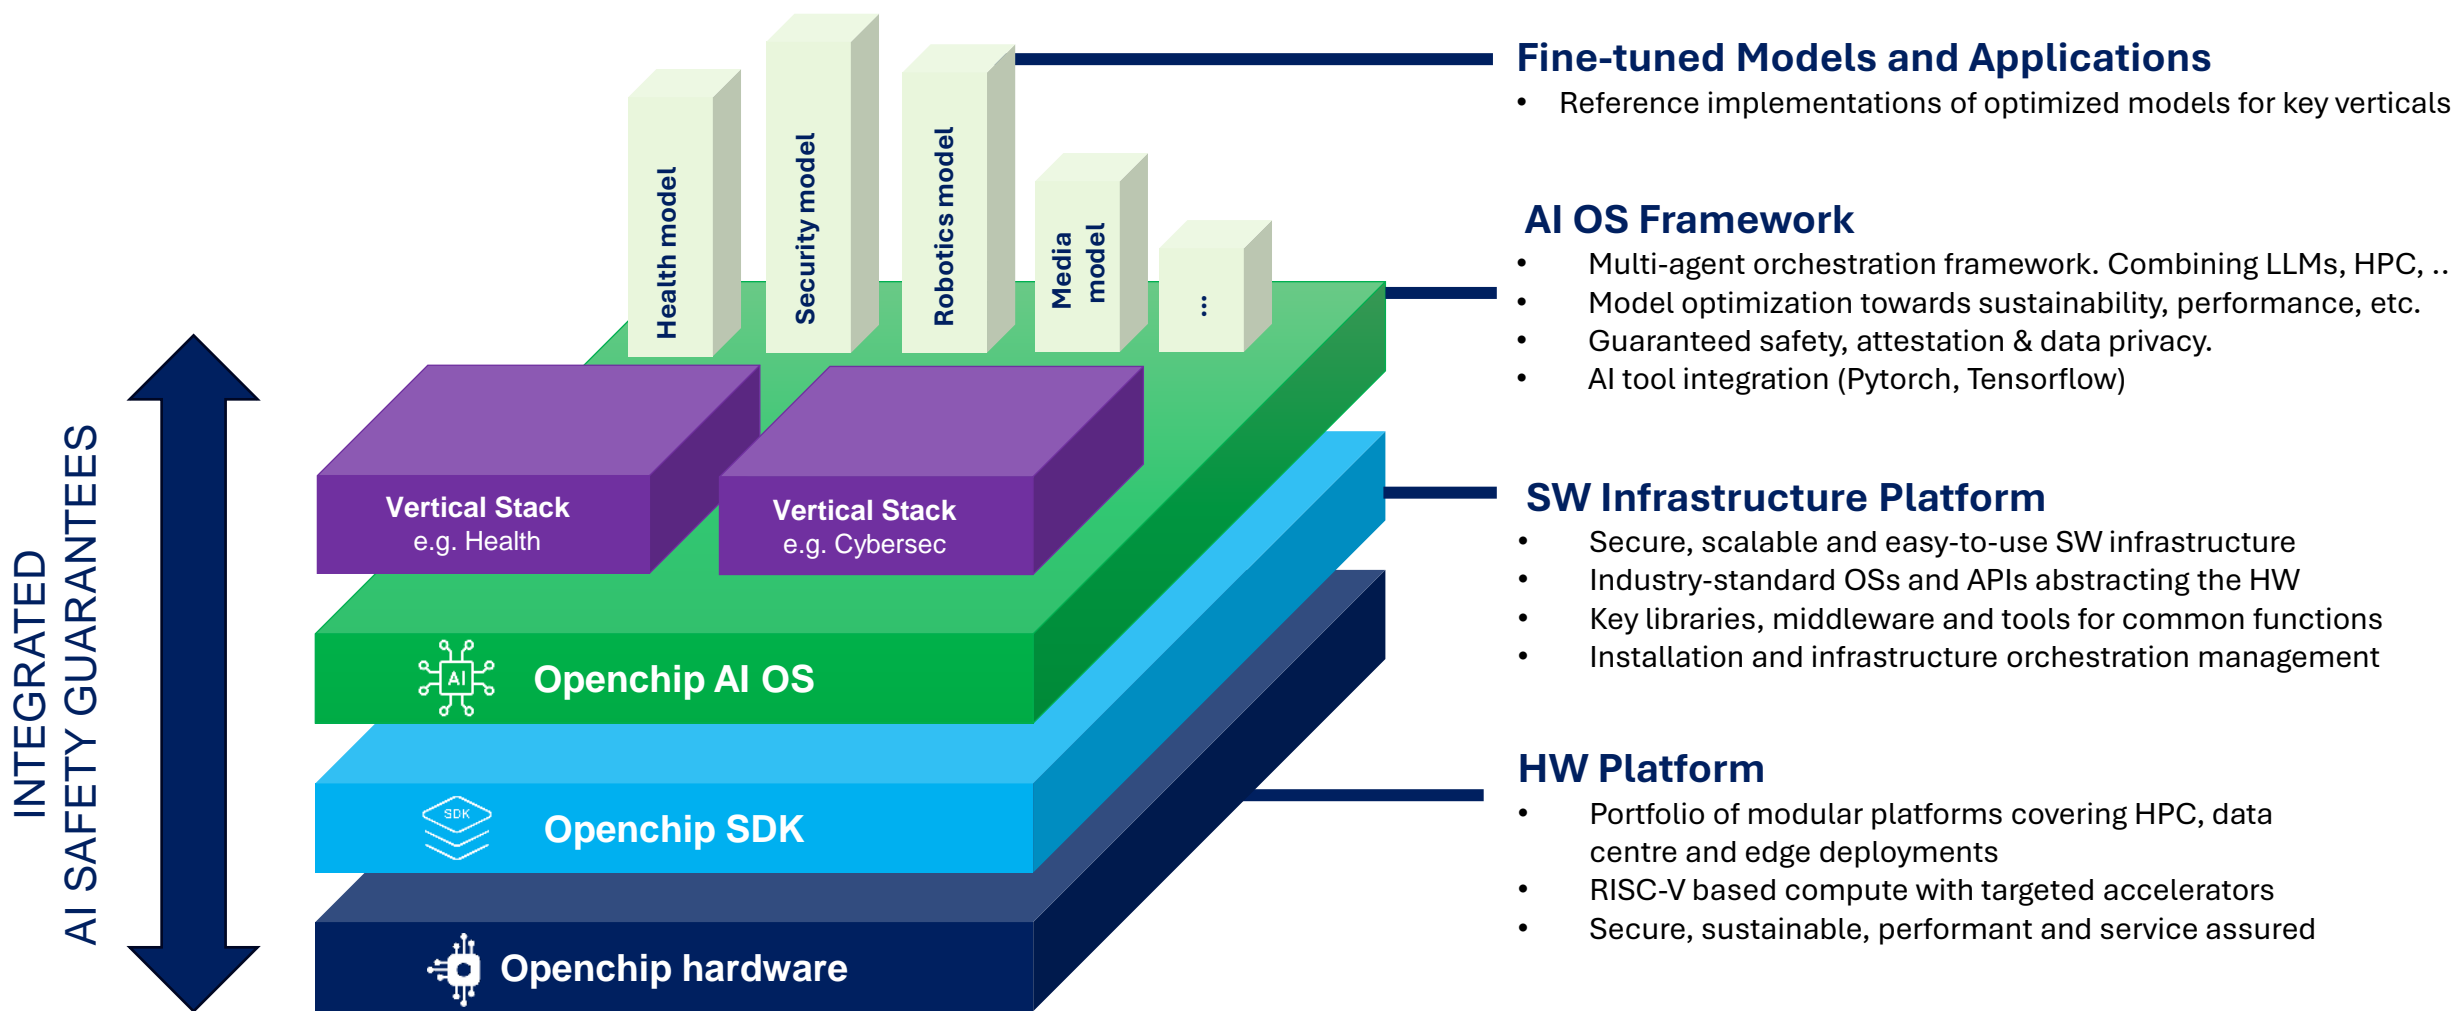 INTEGRATED
AI SAFETY GUARANTEES
Health model
Security model
Robotics model
Media
model
...
Vertical Stack
e.g. Health
Vertical Stack
e.g. Cybersec
AI
Openchip AI OS
SDK
Openchip SDK
Openchip hardware
Fine-tuned Models and Applications
• Reference implementations of optimized models for key verticals
AI OS Framework
• Multi-agent orchestration framework. Combining LLMs, HPC, ..
• Model optimization towards sustainability, performance, etc.
• Guaranteed safety, attestation & data privacy.
• AI tool integration (Pytorch, Tensorflow)
SW Infrastructure Platform
• Secure, scalable and easy-to-use SW infrastructure
• Industry-standard OSs and APIs abstracting the HW
• Key libraries, middleware and tools for common functions
• Installation and infrastructure orchestration management
HW Platform
• Portfolio of modular platforms covering HPC, data
centre and edge deployments
• RISC-V based compute with targeted accelerators
• Secure, sustainable, performant and service assured